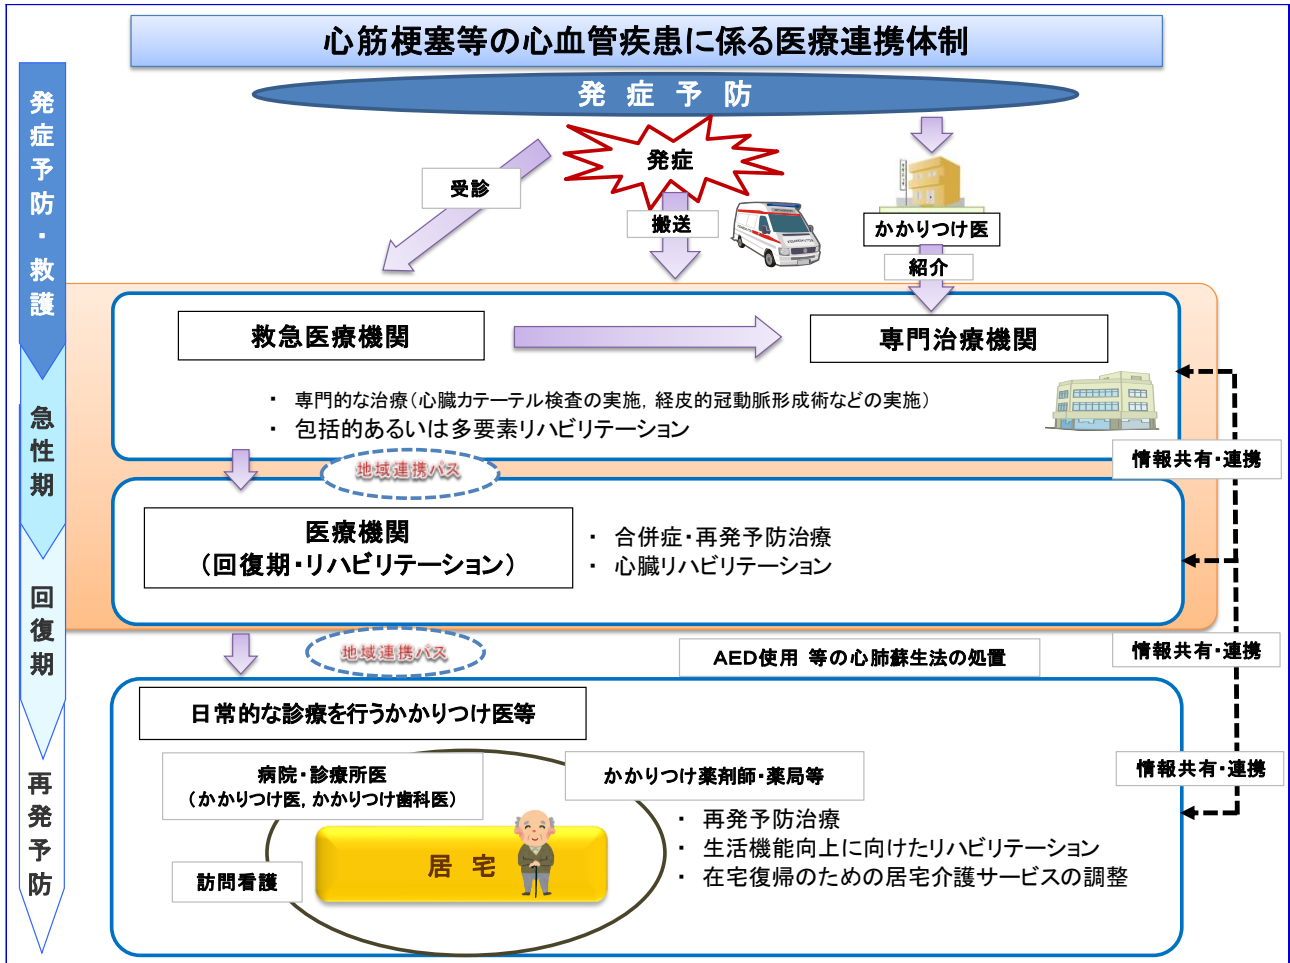 心筋梗塞等の心血管疾患に係る医療連携体制
発症予防
発症予防・救護
急性期
回復期
再発予防
発症
受診
搬送
かかりつけ医
紹介
救急医療機関
専門治療機関
・ 専門的な治療(心臓カテーテル検査の実施,経皮的冠動脈形成術などの実施)
・ 包括的あるいは多要素リハビリテーション
情報共有・連携
地域連携パス
医療機関
(回復期・リハビリテーション)
・ 合併症・再発予防治療
・ 心臓リハビリテーション
地域連携パス
AED使用 等の心肺蘇生法の処置
情報共有・連携
日常的な診療を行うかかりつけ医等
病院・診療所医
(かかりつけ医,かかりつけ歯科医)
かかりつけ薬剤師・薬局等
情報共有・連携
訪問看護
居宅
・ 再発予防治療
・ 生活機能向上に向けたリハビリテーション
・ 在宅復帰のための居宅介護サービスの調整